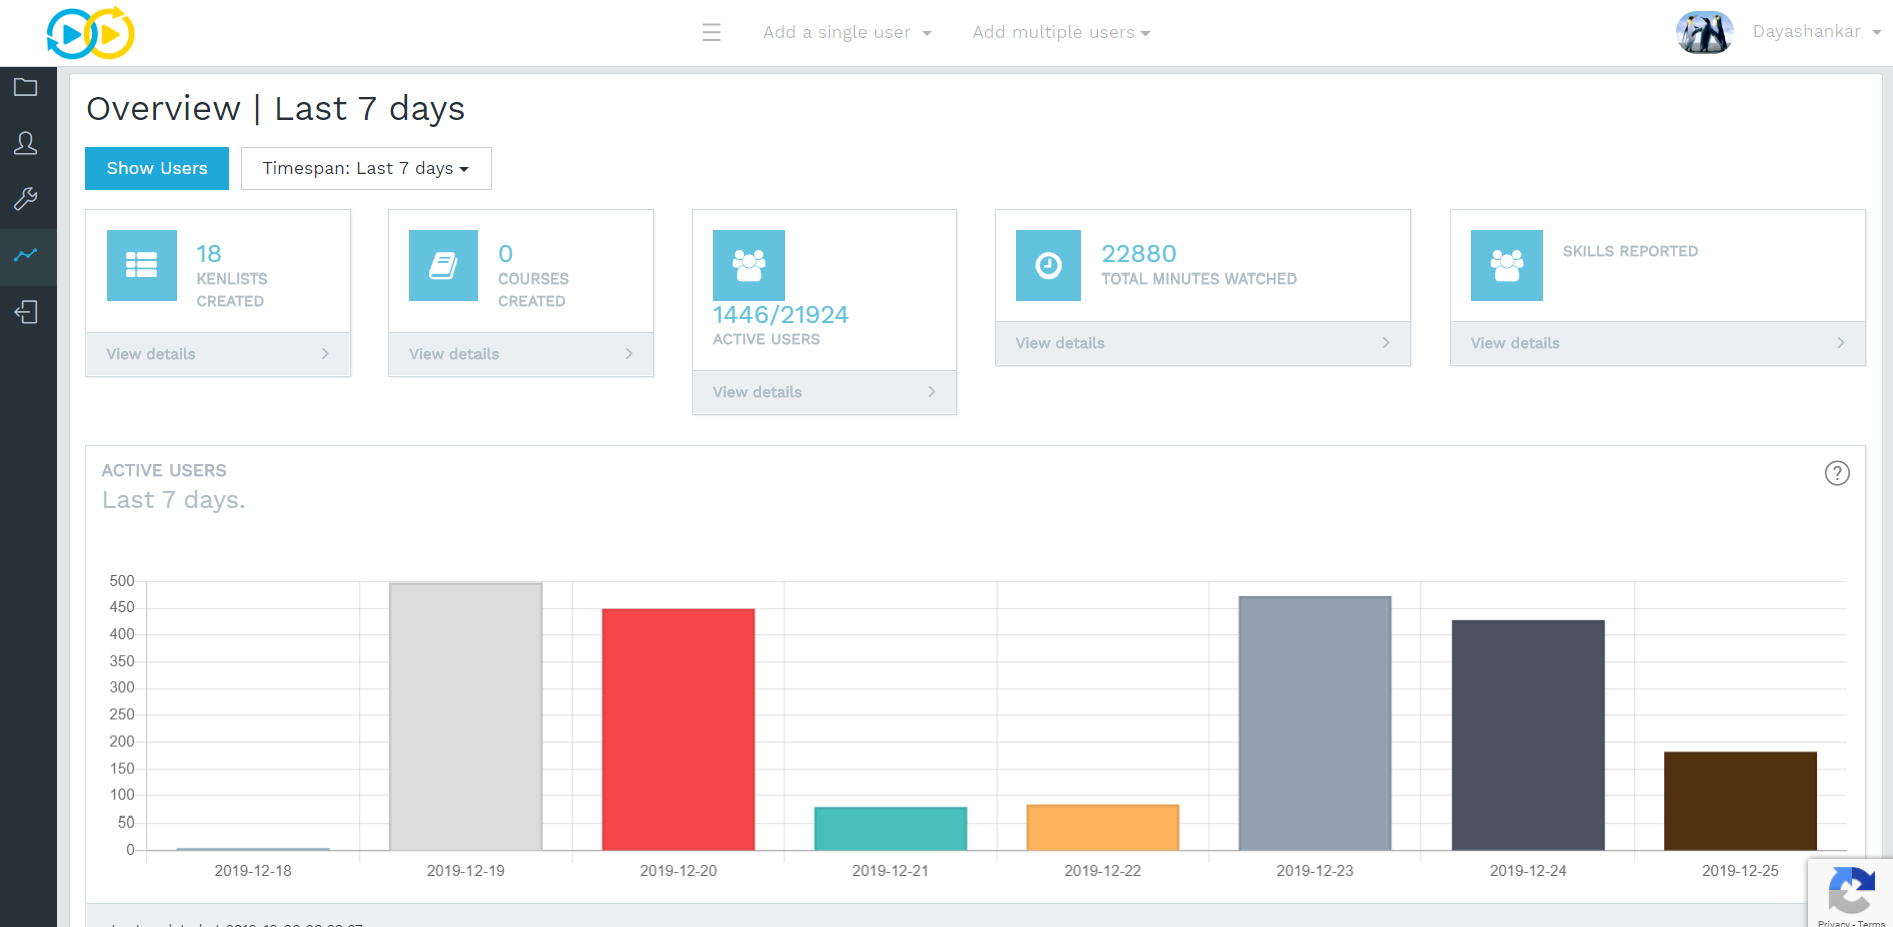 Add a single user
Add multiple users
Dayashankar
Overview | Last 7 days
Show Users
Timespan: Last 7 days
18
KENLISTS
CREATED
View details
0
COURSES
CREATED
View details
1446/21924
ACTIVE USERS
View details
22880
TOTAL MINUTES WATCHED
View details
SKILLS REPORTED
View details
ACTIVE USERS
Last 7 days.
?
500
450
400
350
300
250
200
150
100
50
0
2019-12-18
2019-12-19
2019-12-20
2019-12-21
2019-12-22
2019-12-23
2019-12-24
2019-12-25
Privacy - Terms